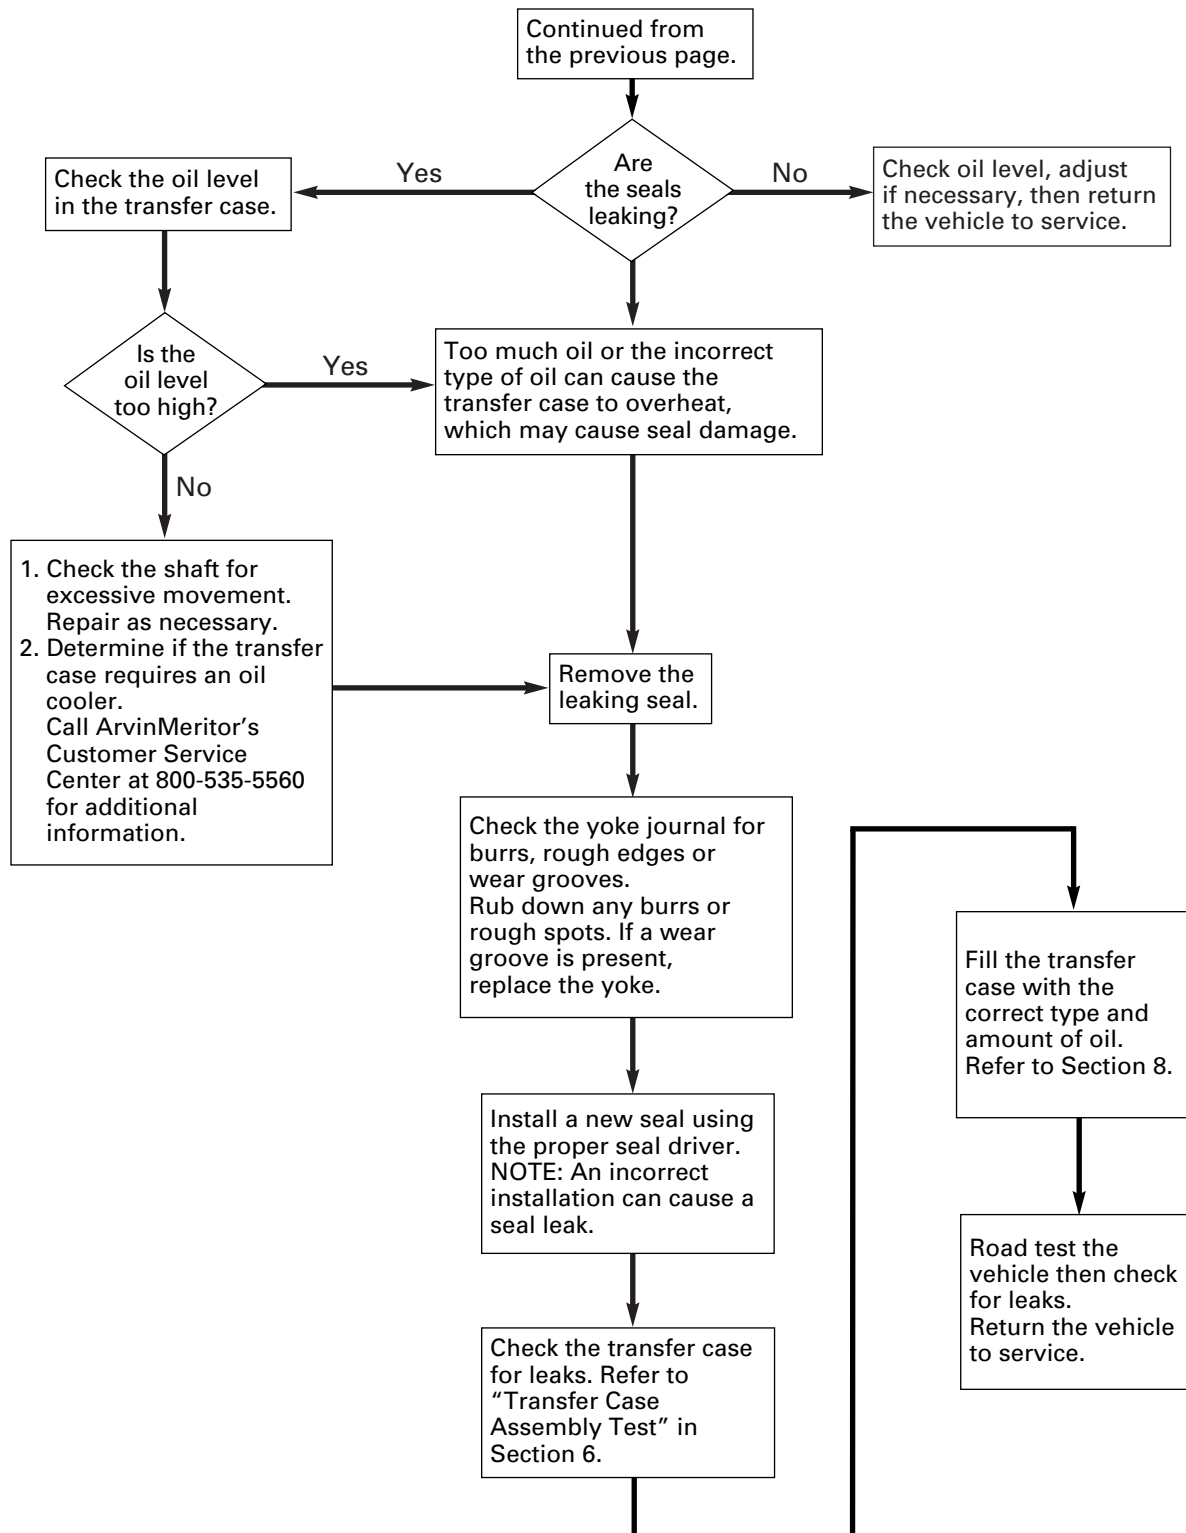 Continued from
the previous page.
Are
the seals
leaking?
Yes
No
Check the oil level
in the transfer case.
Check oil level, adjust
if necessary, then return
the vehicle to service.
Is the
oil level
too high?
Yes
No
Too much oil or the incorrect
type of oil can cause the
transfer case to overheat,
which may cause seal damage.
1. Check the shaft for
excessive movement.
Repair as necessary.
2. Determine if the transfer
case requires an oil
cooler.
Call ArvinMeritor’s
Customer Service
Center at 800-535-5560
for additional
information.
Remove the
leaking seal.
Check the yoke journal for
burrs, rough edges or
wear grooves.
Rub down any burrs or
rough spots. If a wear
groove is present,
replace the yoke.
Install a new seal using
the proper seal driver.
NOTE: An incorrect
installation can cause a
seal leak.
Check the transfer case
for leaks. Refer to
“Transfer Case
Assembly Test” in
Section 6.
Fill the transfer
case with the
correct type and
amount of oil.
Refer to Section 8.
Road test the
vehicle then check
for leaks.
Return the vehicle
to service.